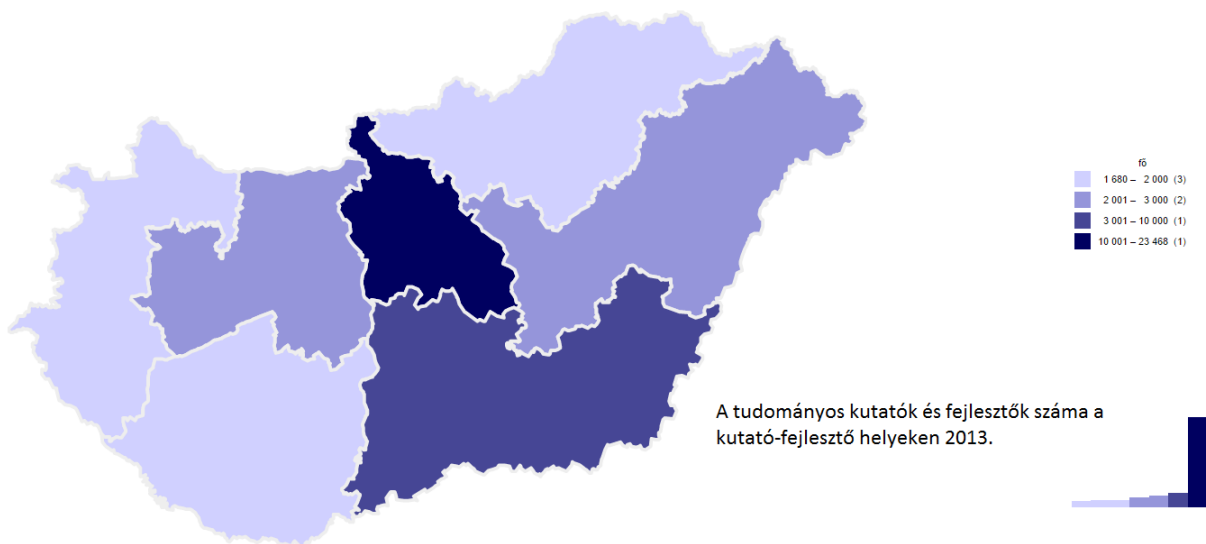 fő
1 680 – 2 000 (3)
2 001 – 3 000 (2)
3 001 – 10 000 (1)
10 001 – 23 468 (1)
A tudományos kutatók és fejlesztők száma a
kutató-fejlesztő helyeken 2013.